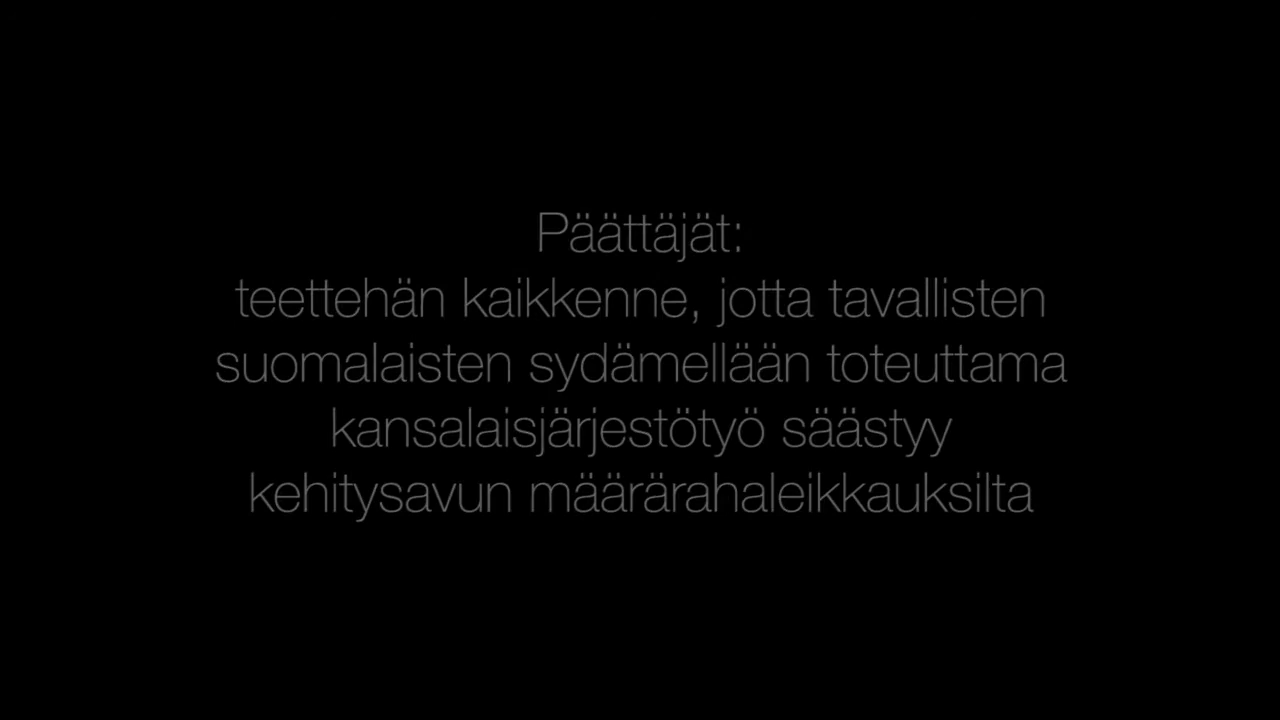 Päättäjät:
teettehän kaikkenne, jotta tavallisten
suomalaisten sydämellään toteuttama
kansalaisjärjestötyö säästyy
kehitysavun määrärahaleikkauksilta